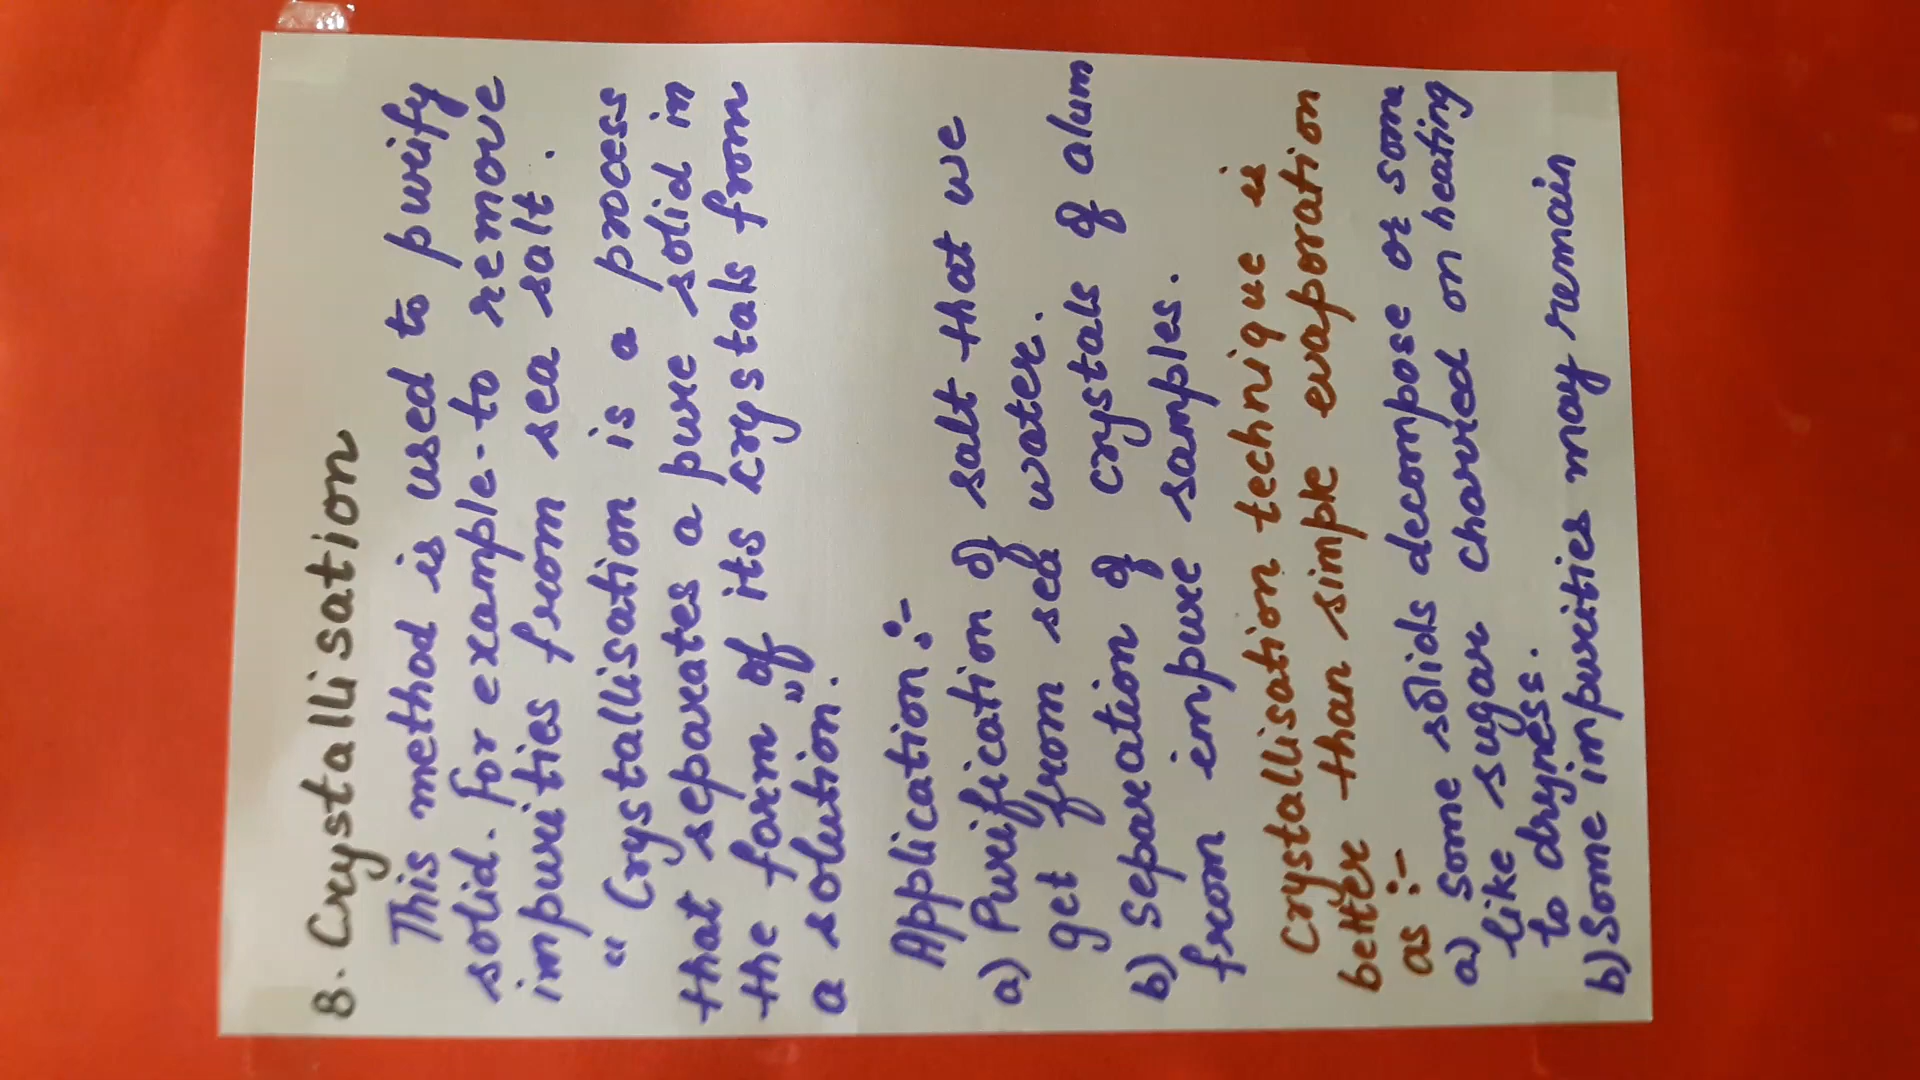 8. Crystallisation
This method is used to purify
solid. For example - to remove
impurities from sea salt.
" Crystallisation is a process
that separates a pure solid in
the form of its crystals from
a solution."
Application :-
a) Purification of salt that we
get from sea water.
b) Separation of crystals of alum
from impure samples.
Crystallisation technique is
better than simple evaporation
as :-
a) Some solids decompose or som
like sugar charred on heating
to dryness.
b) Some impurities may remain